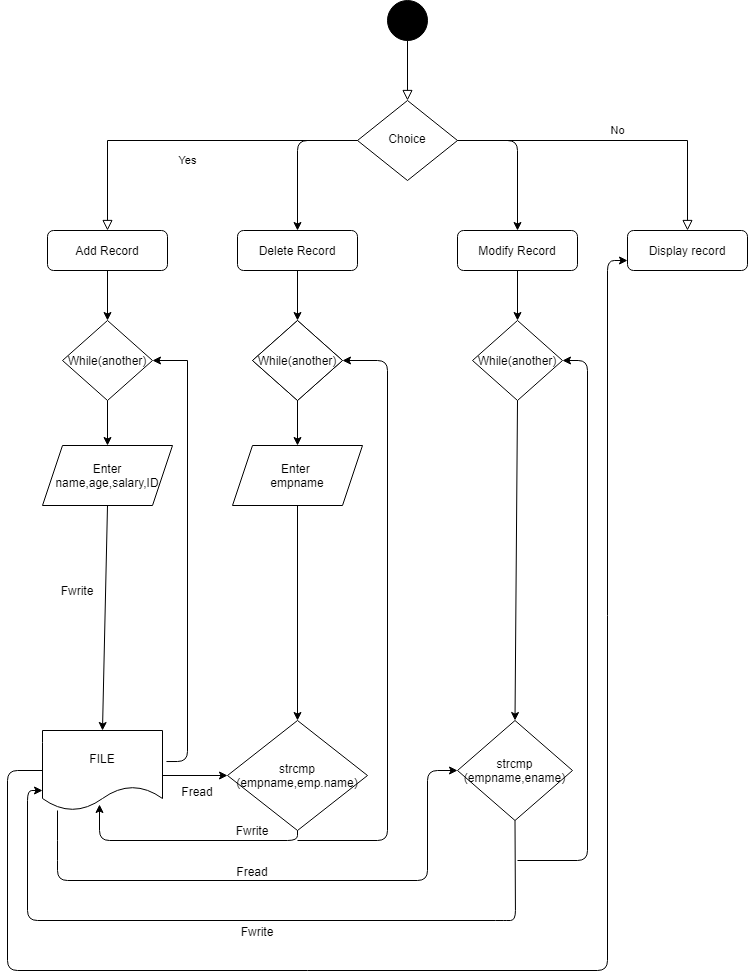 Choice
No
Yes
Add Record
Delete Record
Modify Record
Display record
While(another)
While(another)
While(another)
Enter
name,age,salary,ID
Enter
empname
Fwrite
FILE
strcmp
(empname,emp.name)
strcmp
(empname,ename)
Fread
Fwrite
Fread
Fwrite